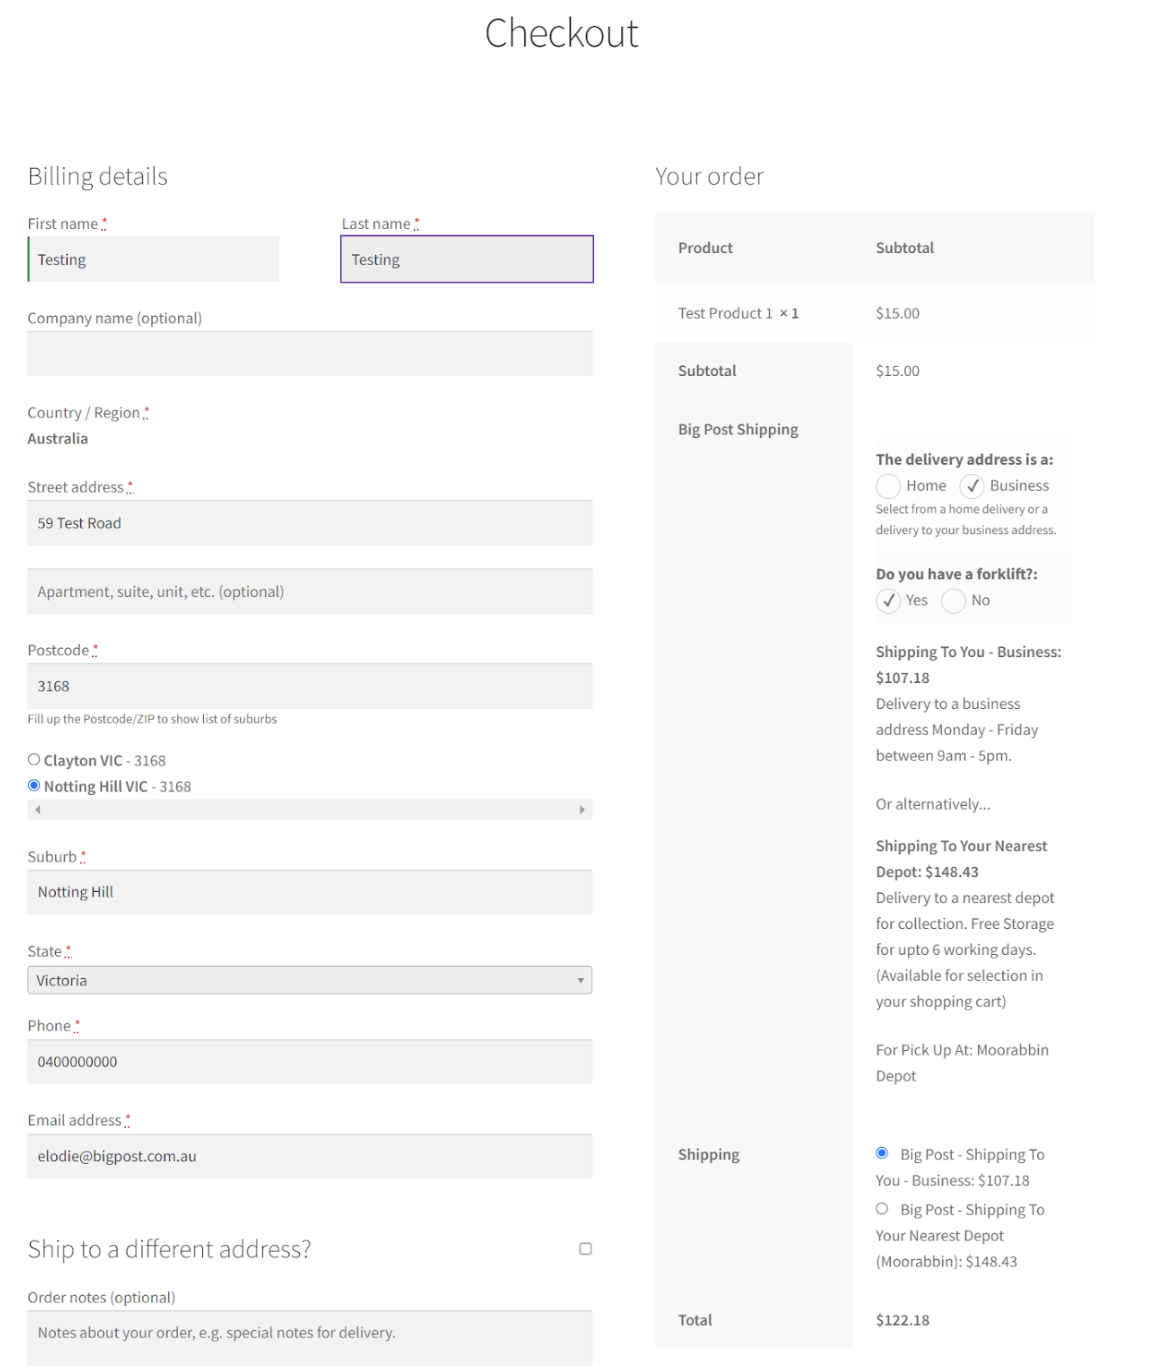 Checkout
Billing details
First name *
Last name *
Testing
Testing
Company name (optional)
Country / Region *
Australia
Street address *
59 Test Road
Apartment, suite, unit, etc. (optional)
Postcode *
3168
Fill up the Postcode/ZIP to show list of suburbs
Clayton VIC - 3168
Notting Hill VIC - 3168
Suburb *
Notting Hill
State *
Victoria
Phone *
0400000000
Email address *
elodie@bigpost.com.au
Ship to a different address?
Order notes (optional)
Notes about your order, e.g. special notes for delivery.
Your order
Product Subtotal
Test Product 1 × 1 $15.00
Subtotal $15.00
Big Post Shipping
The delivery address is a:
Home Business
Select from a home delivery or a
delivery to your business address.
Do you have a forklift?:
Yes No
Shipping To You - Business:
$107.18
Delivery to a business
address Monday - Friday
between 9am - 5pm.
Or alternatively...
Shipping To Your Nearest
Depot: $148.43
Delivery to a nearest depot
for collection. Free Storage
for upto 6 working days.
(Available for selection in
your shopping cart)
For Pick Up At: Moorabbin
Depot
Shipping
Big Post - Shipping To
You - Business: $107.18
Big Post - Shipping To
Your Nearest Depot
(Moorabbin): $148.43
Total $122.18